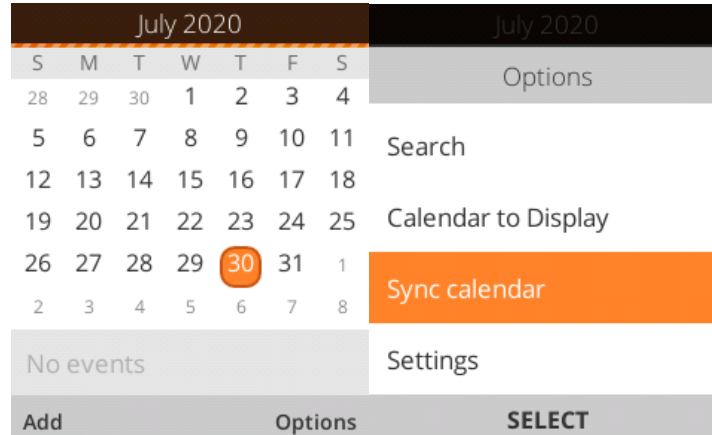 July 2020
S M T W T F S
28 29 30 1 2 3 4
5 6 7 8 9 10 11
12 13 14 15 16 17 18
19 20 21 22 23 24 25
26 27 28 29 30 31 1
2 3 4 5 6 7 8
No events
Add Options
July 2020
Options
Search
Calendar to Display
Sync calendar
Settings
SELECT